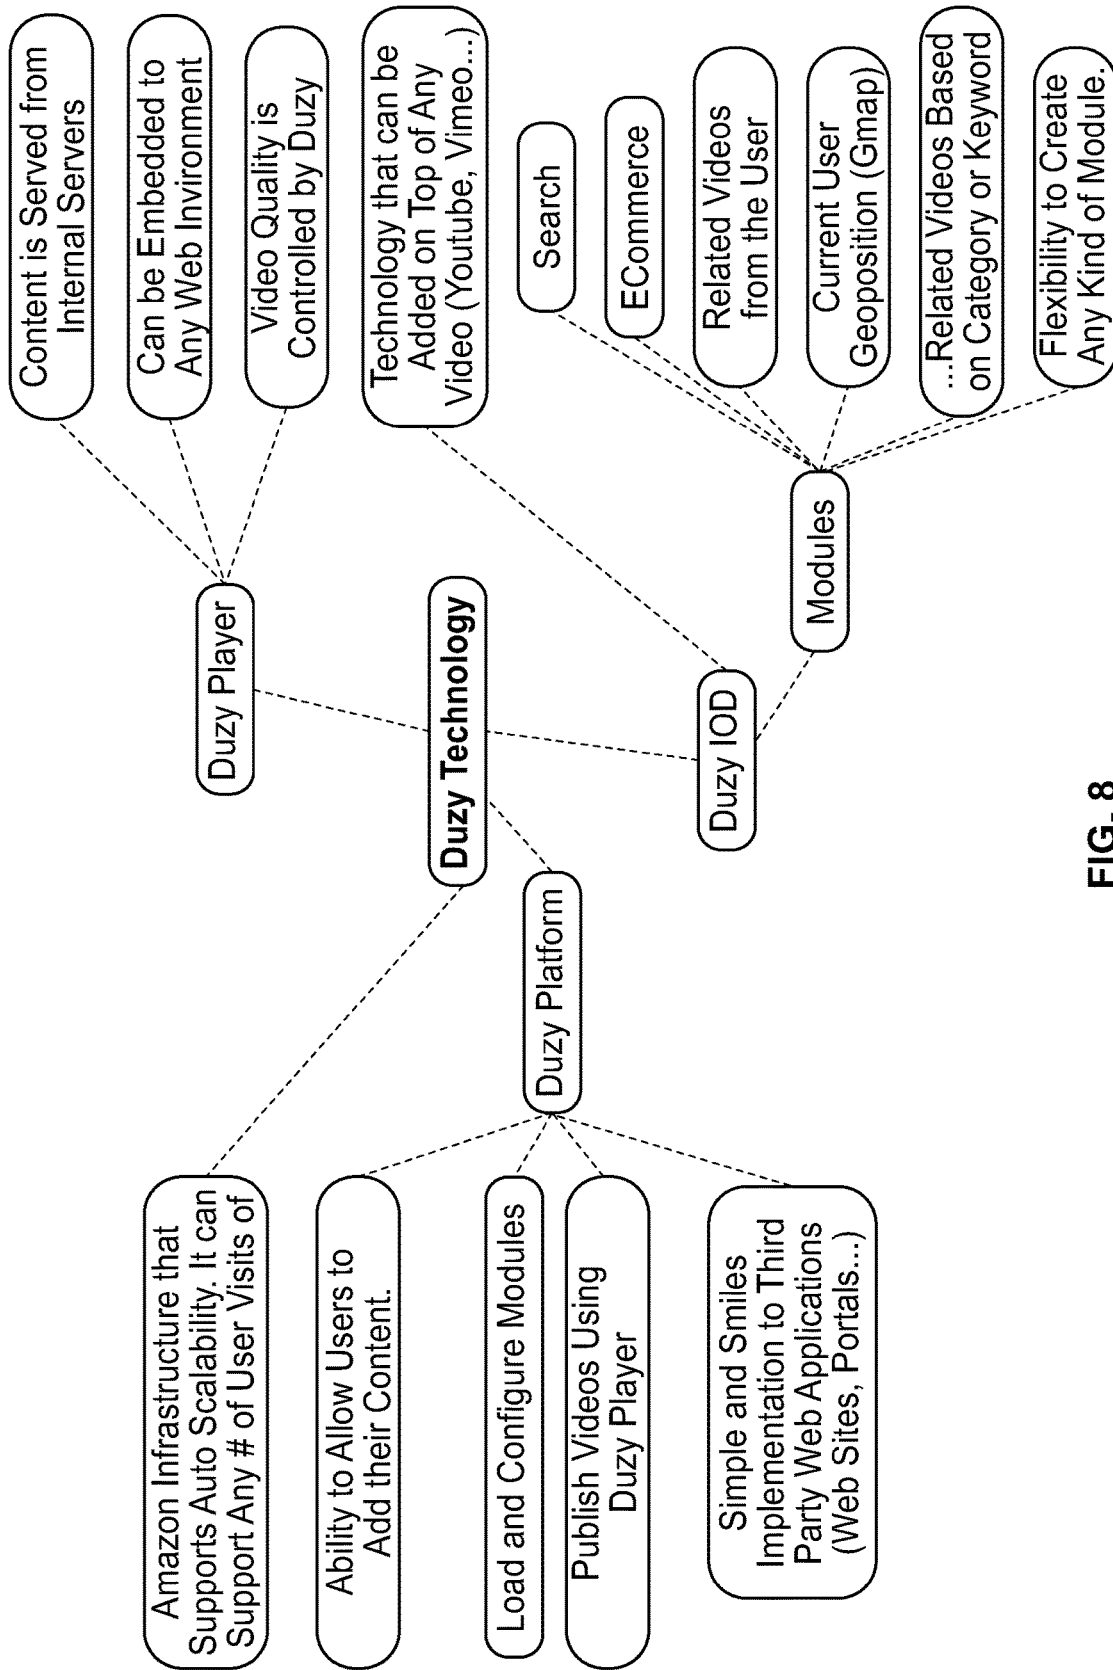 Amazon Infrastructure that
Supports Auto Scalability. It can
Support Any # of User Visits of
Ability to Allow Users to
Add their Content.
Load and Configure Modules
Publish Videos Using
Duzy Player
Simple and Smiles
Implementation to Third
Party Web Applications
(Web Sites, Portals...)
Duzy Platform
Duzy Technology
Duzy Player
Duzy IOD
Modules
Content is Served from
Internal Servers
Can be Embedded to
Any Web Invironment
Video Quality is
Controlled by Duzy
Technology that can be
Added on Top of Any
Video (Youtube, Vimeo...)
Search
ECommerce
Related Videos
from the User
Current User
Geoposition (Gmap)
...Related Videos Based
on Category or Keyword
Flexibility to Create
Any Kind of Module.
FIG. 8